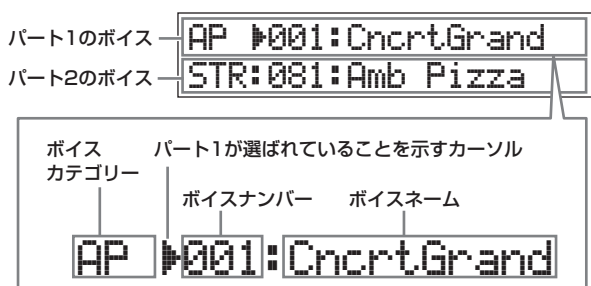 パート1のボイス
AP ▶001:CncrtGrand
パート2のボイス
STR:081:Amb Pizza
ボイス
カテゴリー
パート1が選ばれていることを示すカーソル
ボイスナンバー
ボイスネーム
AP ▶001:CncrtGrand